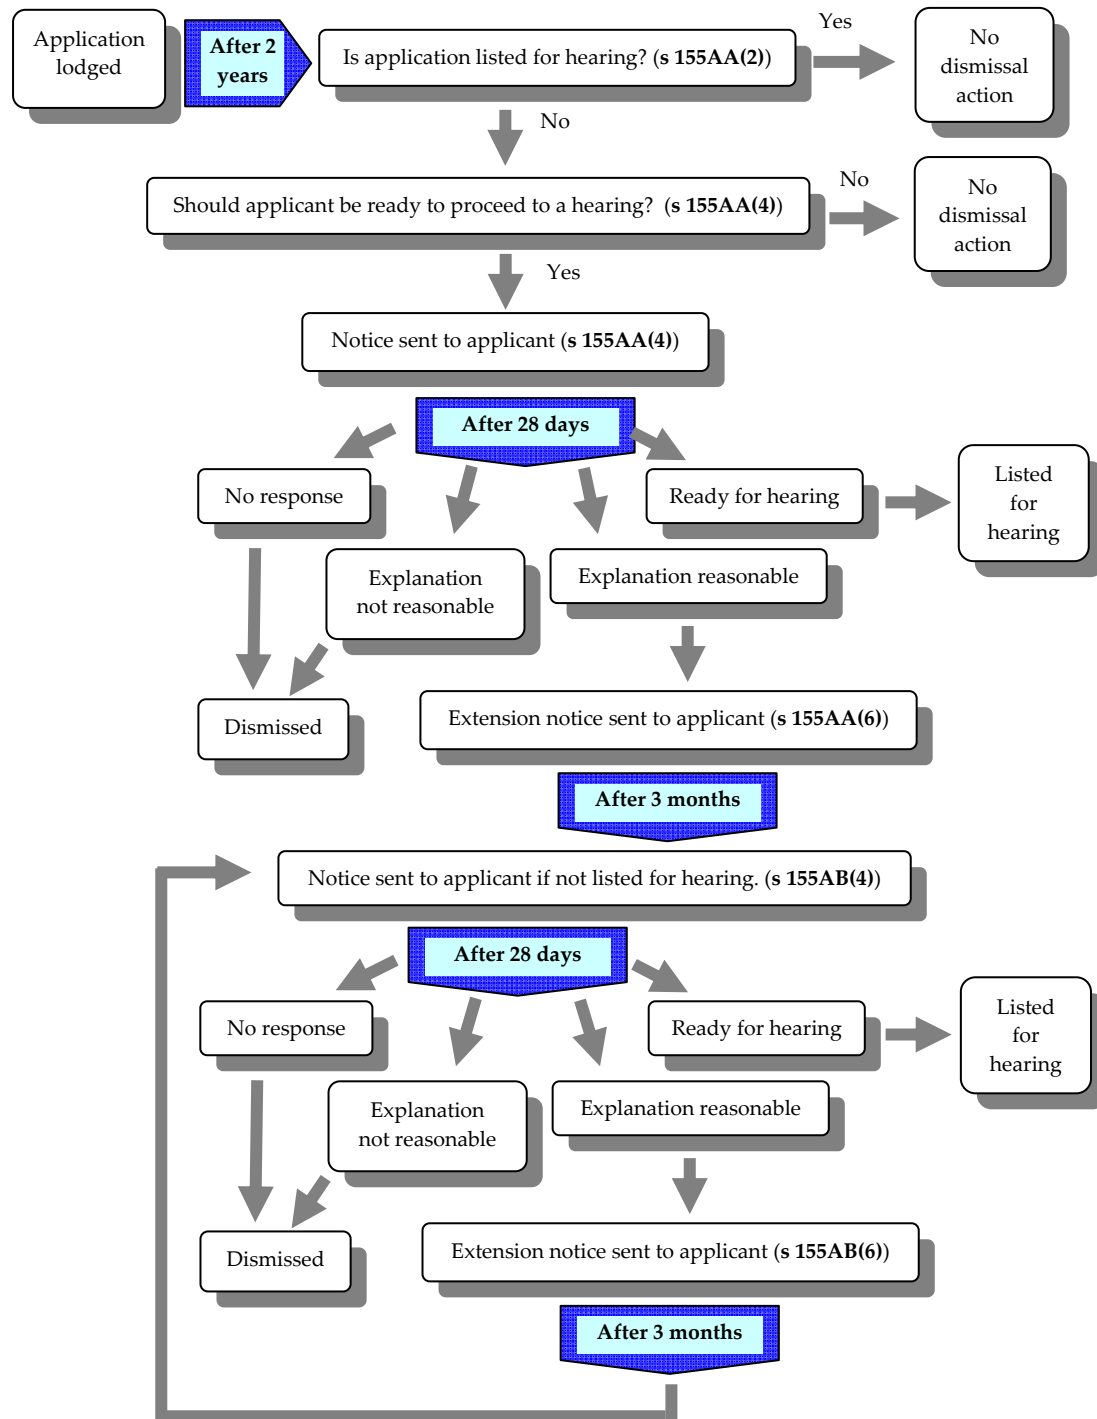 Application
lodged
After 2
years
Is application listed for hearing? (s 155AA(2))
Yes
No
dismissal
action
No
Should applicant be ready to proceed to a hearing?  (s 155AA(4))
No
No
dismissal
action
Yes
Notice sent to applicant (s 155AA(4))
After 28 days
No response
Ready for hearing
Listed
for
hearing
Explanation
not reasonable
Explanation reasonable
Dismissed
Extension notice sent to applicant (s 155AA(6))
After 3 months
Notice sent to applicant if not listed for hearing. (s 155AB(4))
After 28 days
No response
Ready for hearing
Listed
for
hearing
Explanation
not reasonable
Explanation reasonable
Dismissed
Extension notice sent to applicant (s 155AB(6))
After 3 months